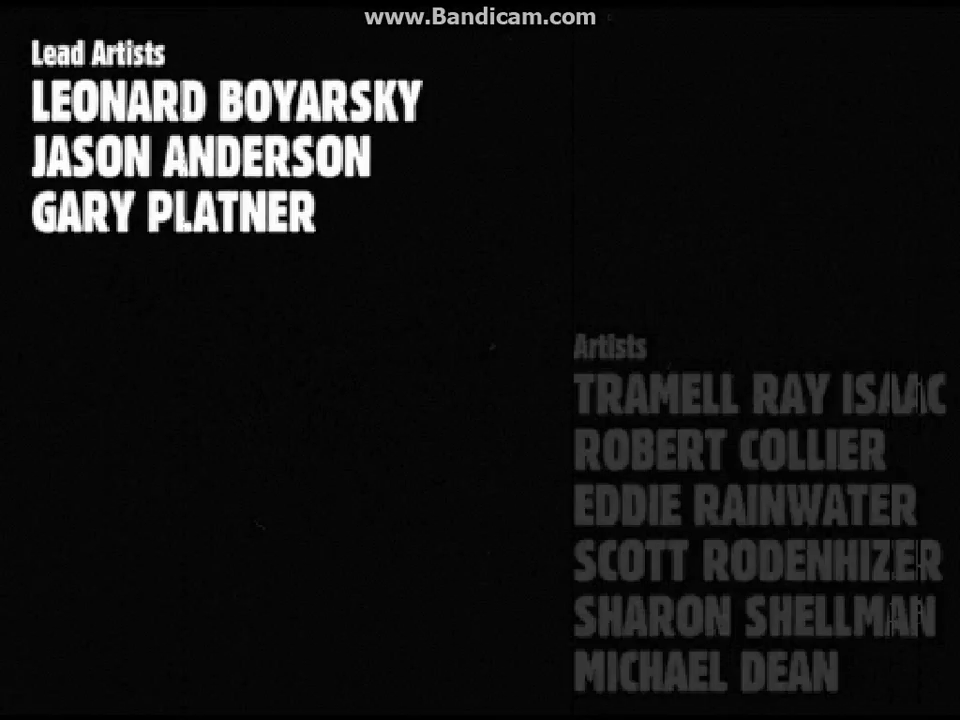 www.Bandicam.com
Lead Artists
LEONARD BOYARSKY
JASON ANDERSON
GARY PLATNER
Artists
TRAMELL RAY ISAAC
ROBERT COLLIER
EDDIE RAINWATER
SCOTT RODENHIZER
SHARON SHELLMAN
MICHAEL DEAN